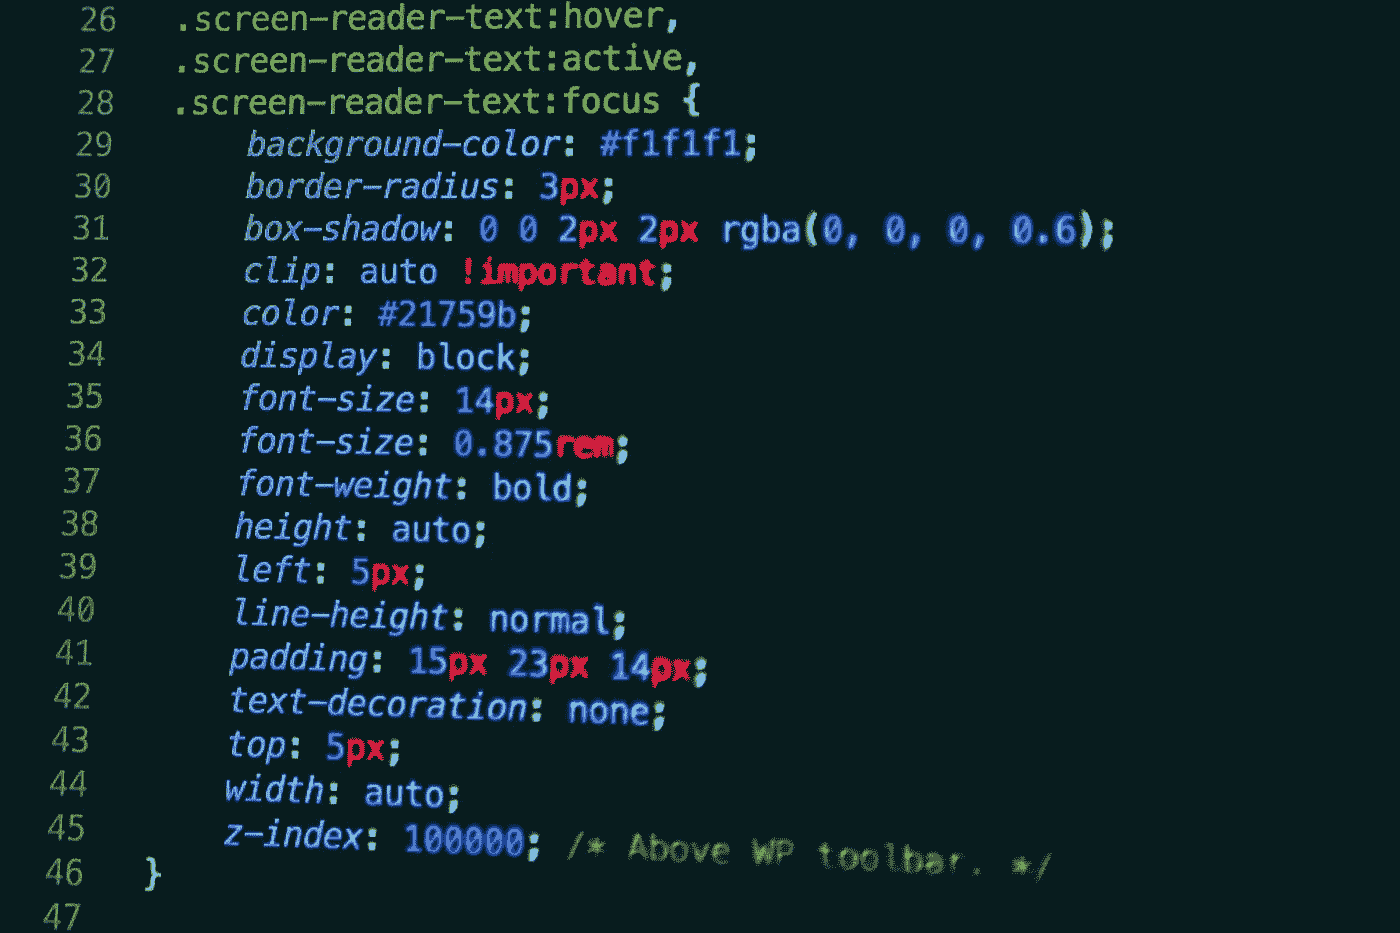 26 .screen-reader-text:hover,
27 .screen-reader-text:active,
28 .screen-reader-text:focus {
29 background-color: #f1f1f1;
30 border-radius: 3px;
31 box-shadow: 0 0 2px 2px rgba(0, 0, 0, 0.6);
32 clip: auto !important;
33 color: #21759b;
34 display: block;
35 font-size: 14px;
36 font-size: 0.875rem;
37 font-weight: bold;
38 height: auto;
39 left: 5px;
40 line-height: normal;
41 padding: 15px 23px 14px;
42 text-decoration: none;
43 top: 5px;
44 width: auto;
45 z-index: 100000; /* Above WP toolbar. */
46 }
47